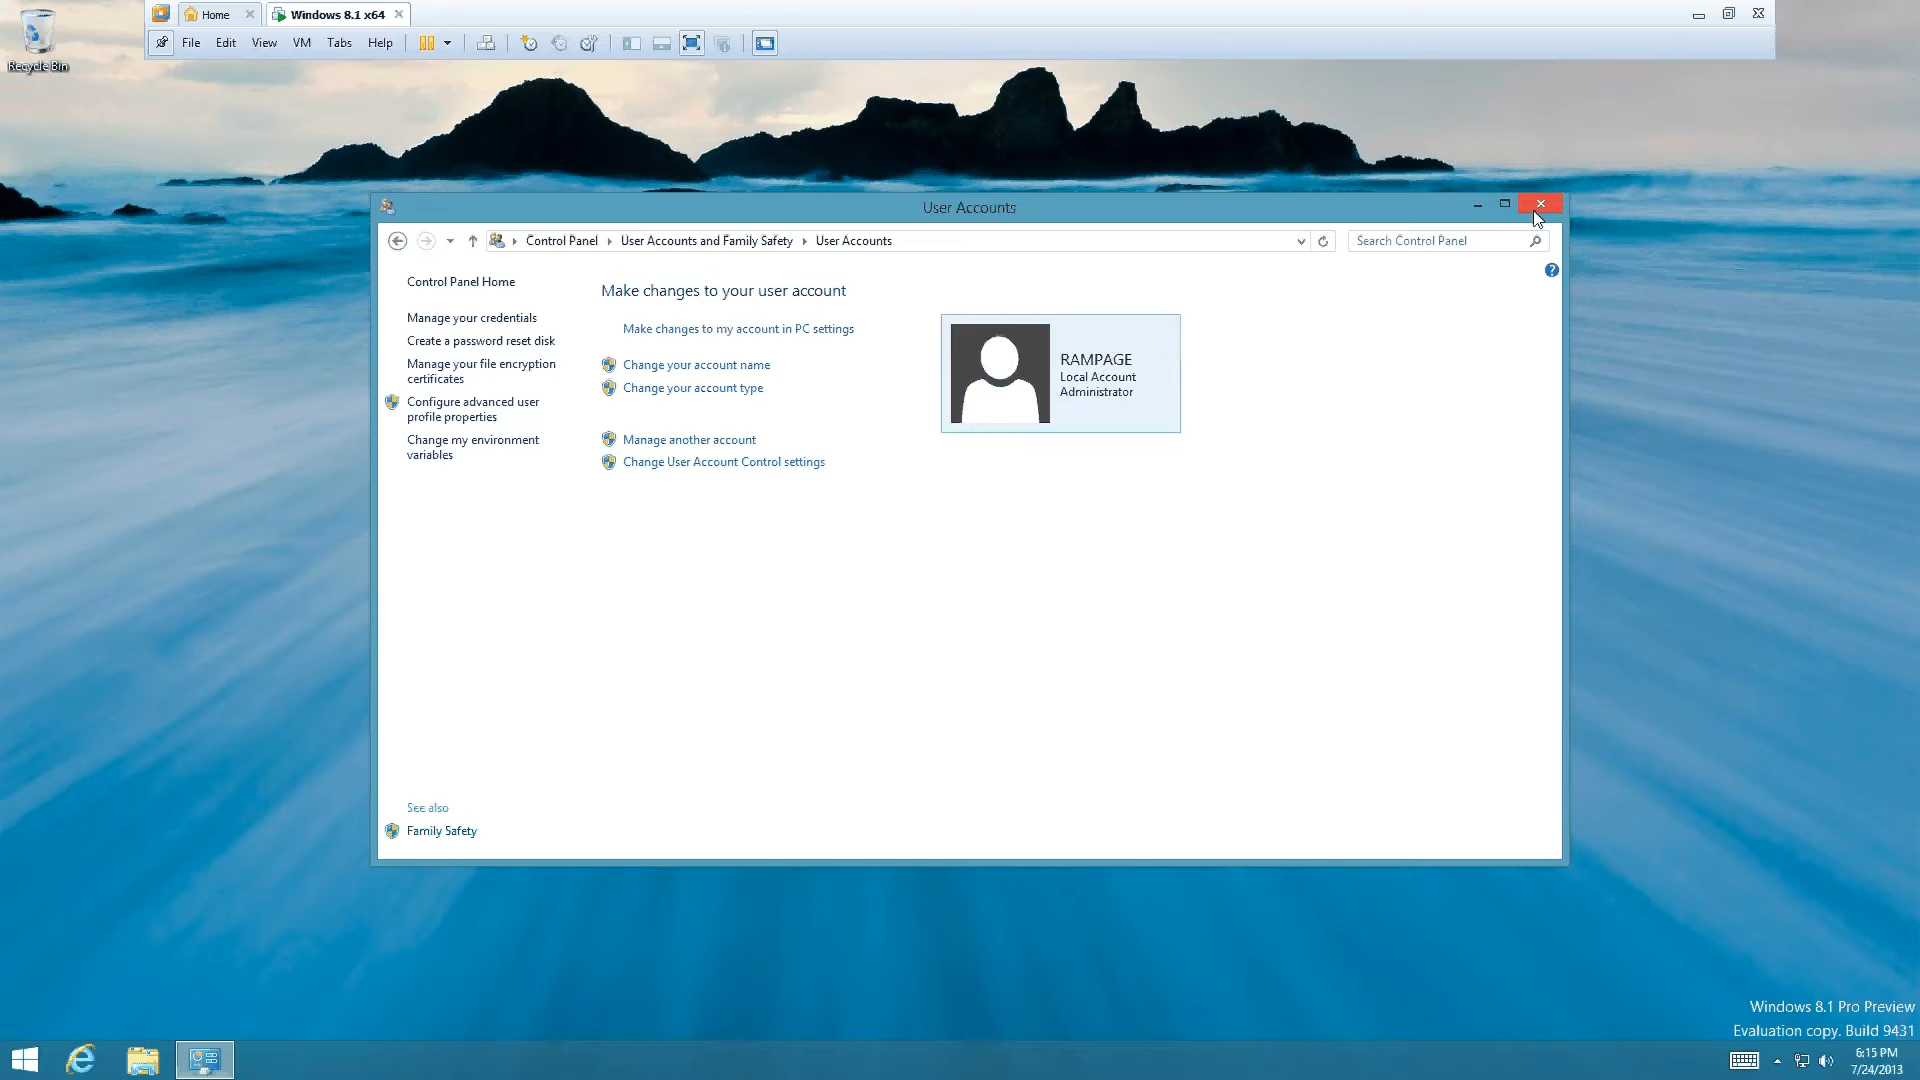 Home
Windows 8.1 x64
File Edit View VM Tabs Help
Recycle Bin
User Accounts
Control Panel User Accounts and Family Safety User Accounts
Search Control Panel
Control Panel Home
Manage your credentials
Create a password reset disk
Manage your file encryption
certificates
Configure advanced user
profile properties
Change my environment
variables
Make changes to your user account
Make changes to my account in PC settings
Change your account name
Change your account type
Manage another account
Change User Account Control settings
RAMPAGE
Local Account
Administrator
See also
Family Safety
Windows 8.1 Pro Preview
Evaluation copy. Build 9431
6:15 PM
7/24/2013